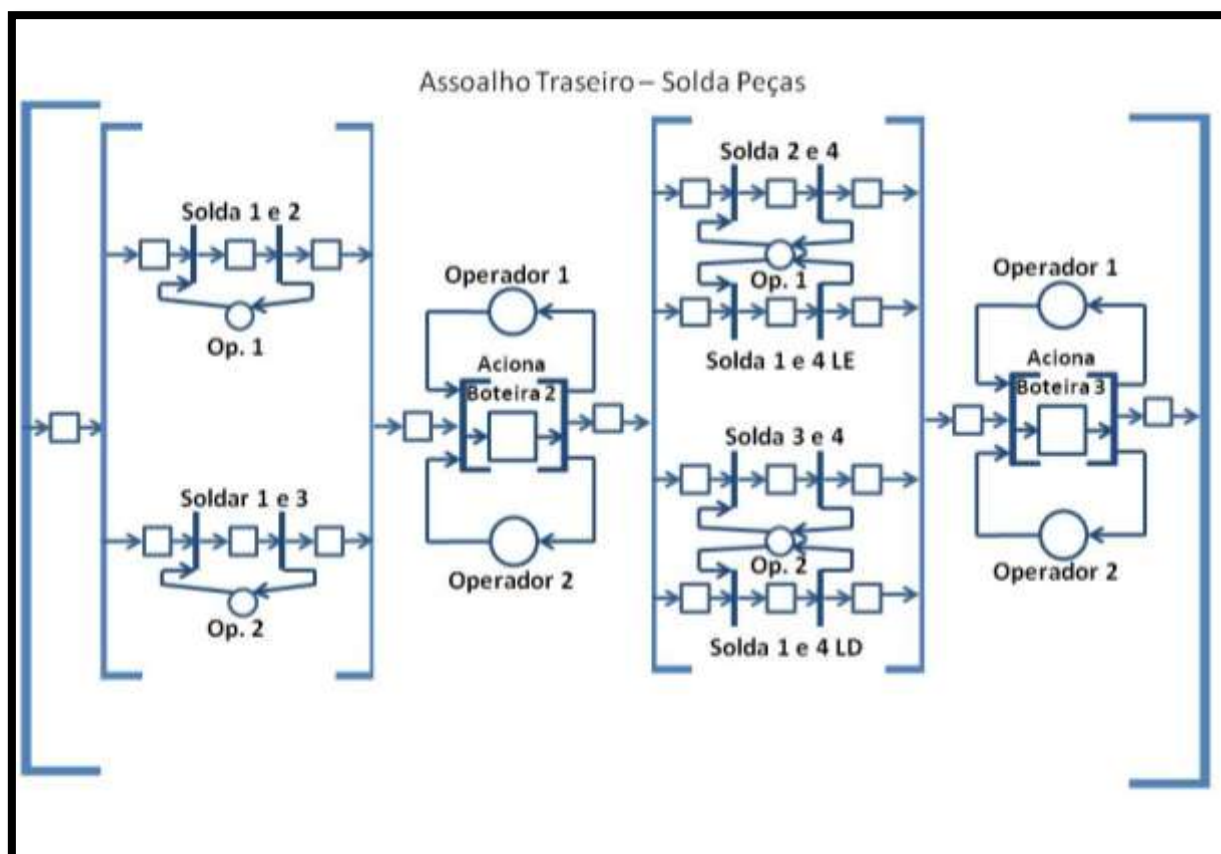 Assoalho Traseiro – Solda Peças
Solda 1 e 2
Op. 1
Soldar 1 e 3
Op. 2
Operador 1
Aciona
Boteira 2
Operador 2
Solda 2 e 4
Op. 1
Solda 1 e 4 LE
Solda 3 e 4
Op. 2
Solda 1 e 4 LD
Operador 1
Aciona
Boteira 3
Operador 2